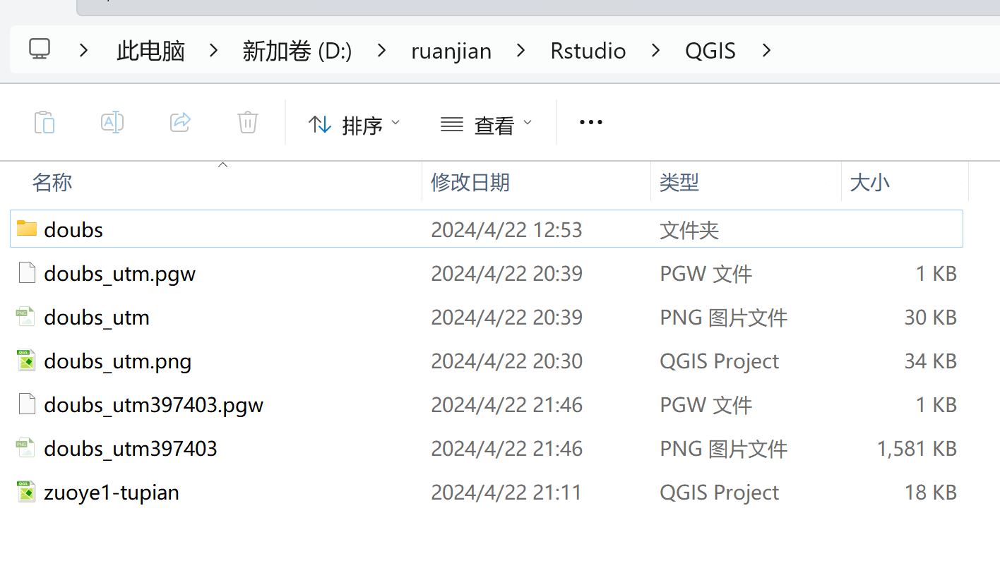 此电脑 > 新加卷 (D:) > ruanjian > Rstudio > QGIS >
排序 查看 ...
名称 修改日期 类型 大小
doubs 2024/4/22 12:53 文件夹
doubs_utm.pgw 2024/4/22 20:39 PGW 文件 1 KB
doubs_utm 2024/4/22 20:39 PNG 图片文件 30 KB
doubs_utm.png 2024/4/22 20:30 QGIS Project 34 KB
doubs_utm397403.pgw 2024/4/22 21:46 PGW 文件 1 KB
doubs_utm397403 2024/4/22 21:46 PNG 图片文件 1,581 KB
zuoye1-tupian 2024/4/22 21:11 QGIS Project 18 KB